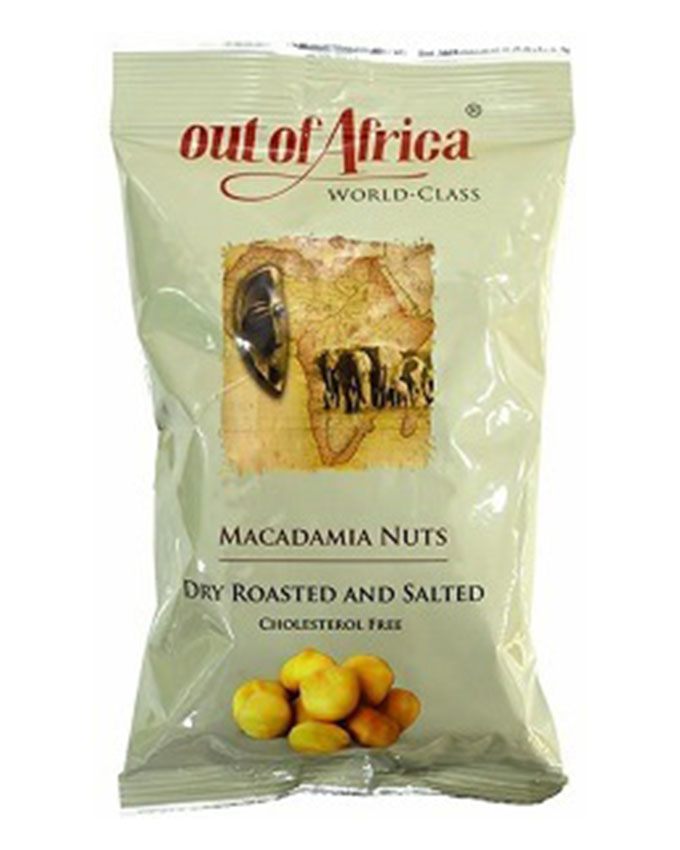 out of Africa ®
WORLD-CLASS
MACADAMIA NUTS
DRY ROASTED AND SALTED
CHOLESTEROL FREE